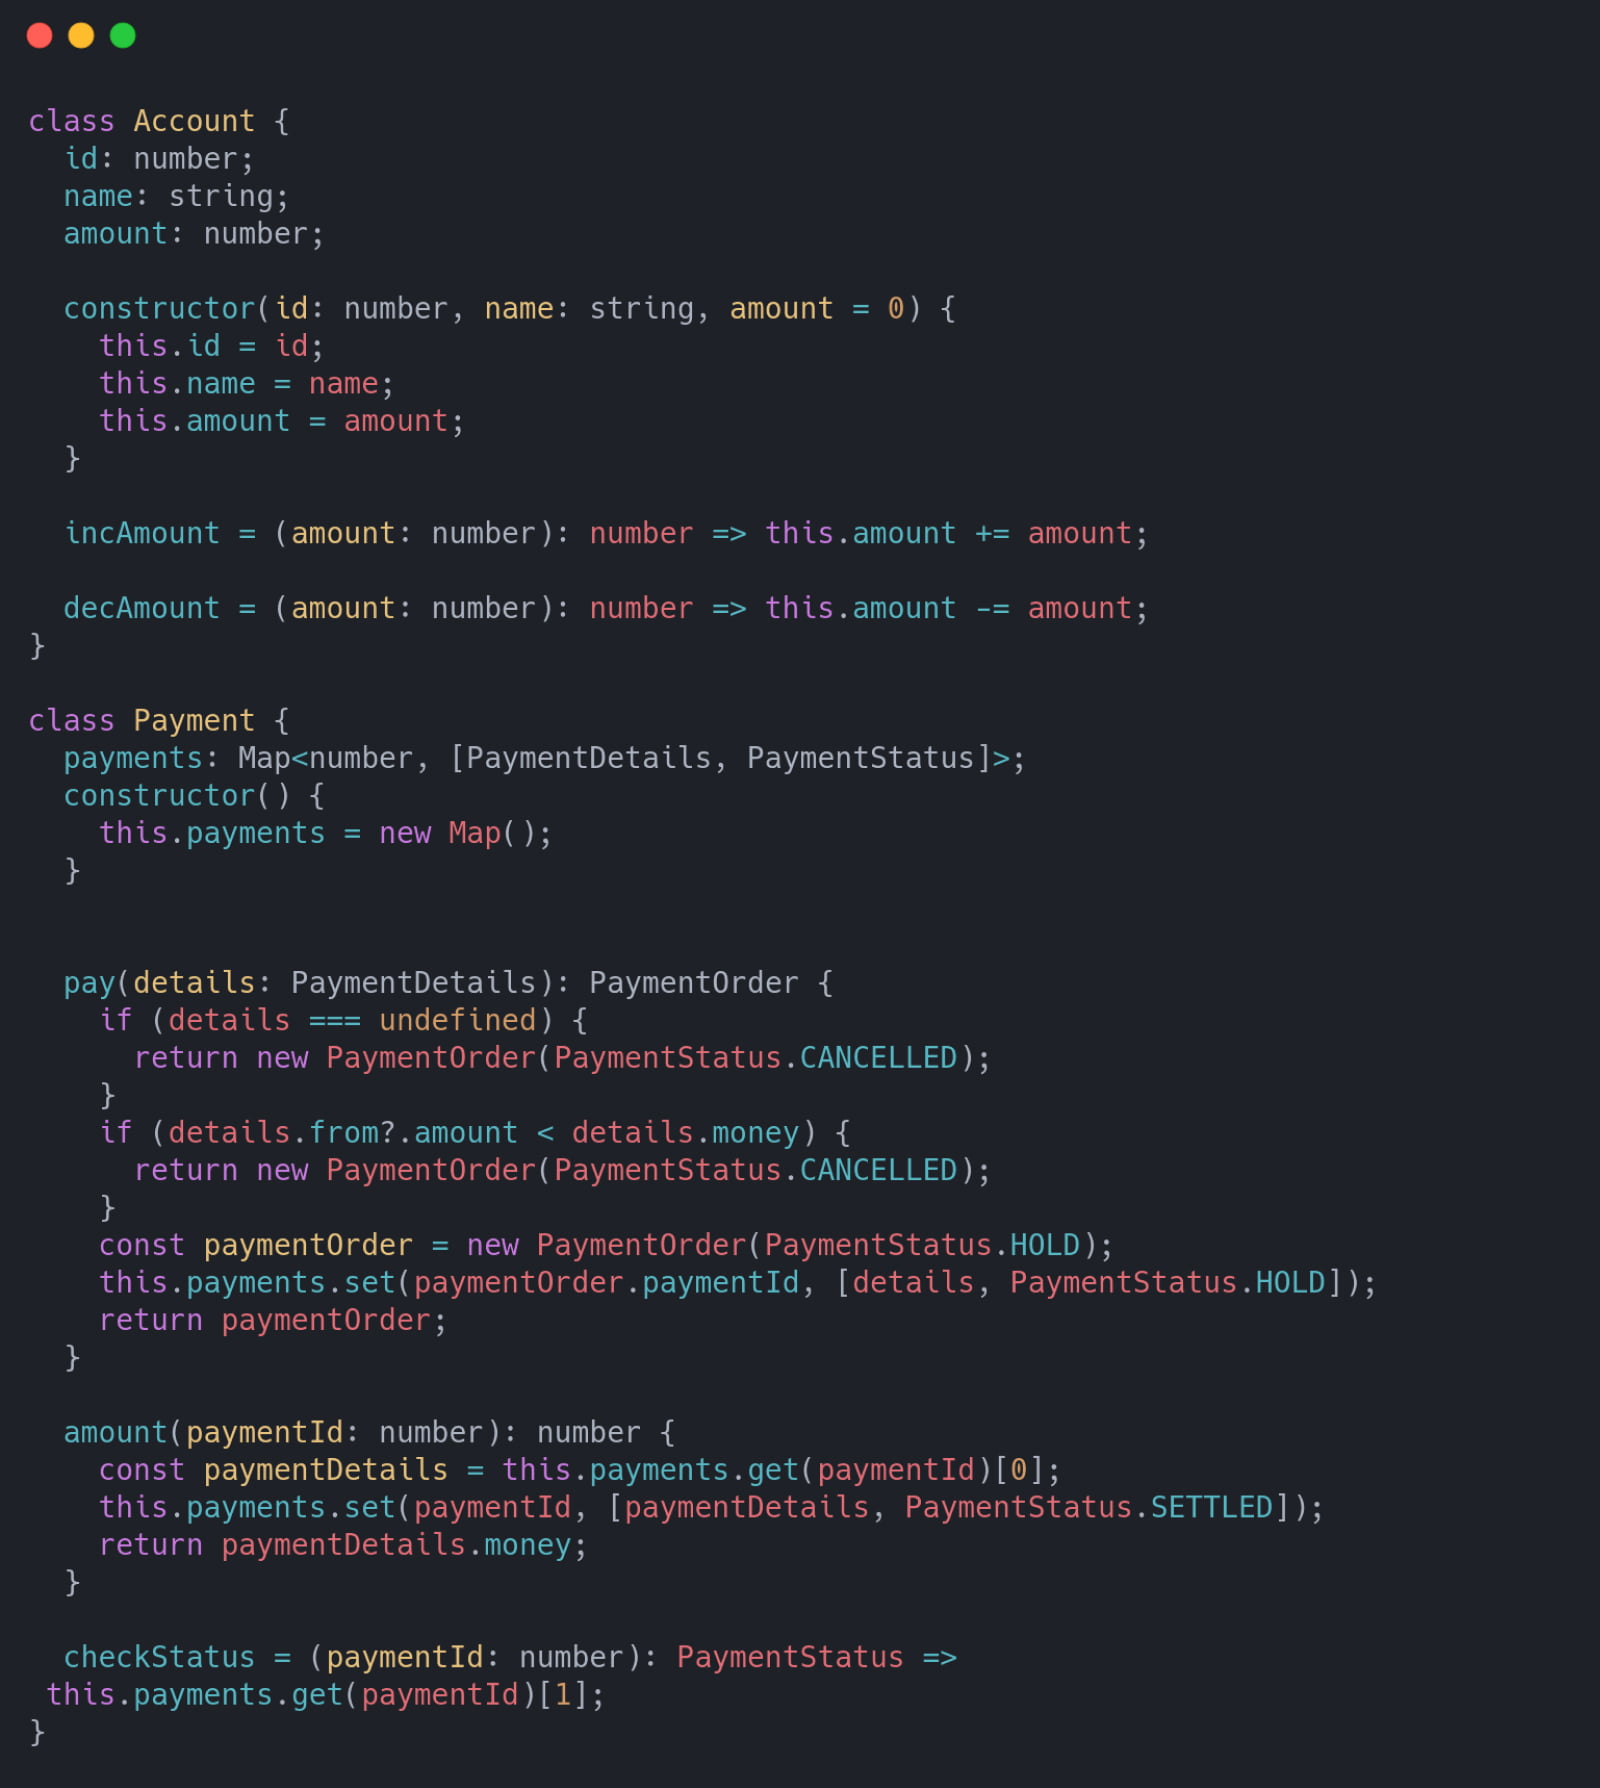 class Account {
  id: number;
  name: string;
  amount: number;

  constructor(id: number, name: string, amount = 0) {
    this.id = id;
    this.name = name;
    this.amount = amount;
  }

  incAmount = (amount: number): number => this.amount += amount;

  decAmount = (amount: number): number => this.amount -= amount;
}

class Payment {
  payments: Map<number, [PaymentDetails, PaymentStatus]>;
  constructor() {
    this.payments = new Map();
  }


  pay(details: PaymentDetails): PaymentOrder {
    if (details === undefined) {
      return new PaymentOrder(PaymentStatus.CANCELLED);
    }
    if (details.from?.amount < details.money) {
      return new PaymentOrder(PaymentStatus.CANCELLED);
    }
    const paymentOrder = new PaymentOrder(PaymentStatus.HOLD);
    this.payments.set(paymentOrder.paymentId, [details, PaymentStatus.HOLD]);
    return paymentOrder;
  }

  amount(paymentId: number): number {
    const paymentDetails = this.payments.get(paymentId)[0];
    this.payments.set(paymentId, [paymentDetails, PaymentStatus.SETTLED]);
    return paymentDetails.money;
  }

  checkStatus = (paymentId: number): PaymentStatus =>
 this.payments.get(paymentId)[1];
}